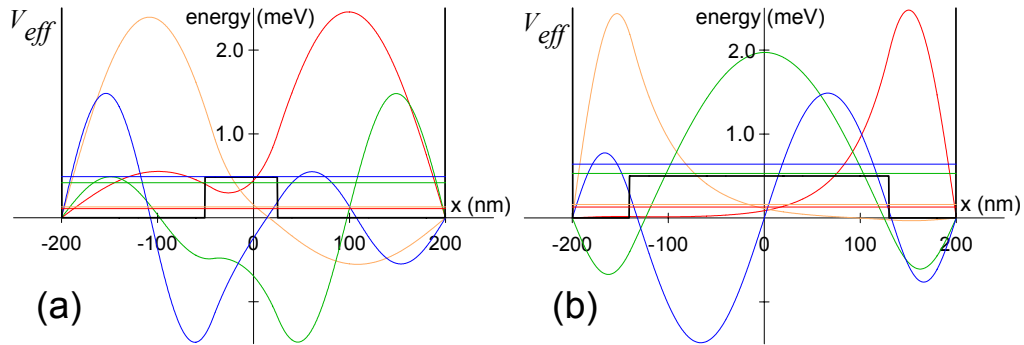 V_eff energy (meV)
2.0
1.0
x (nm)
-200 -100 0 100 200
(a)
V_eff energy (meV)
2.0
1.0
x (nm)
-200 -100 0 100 200
(b)